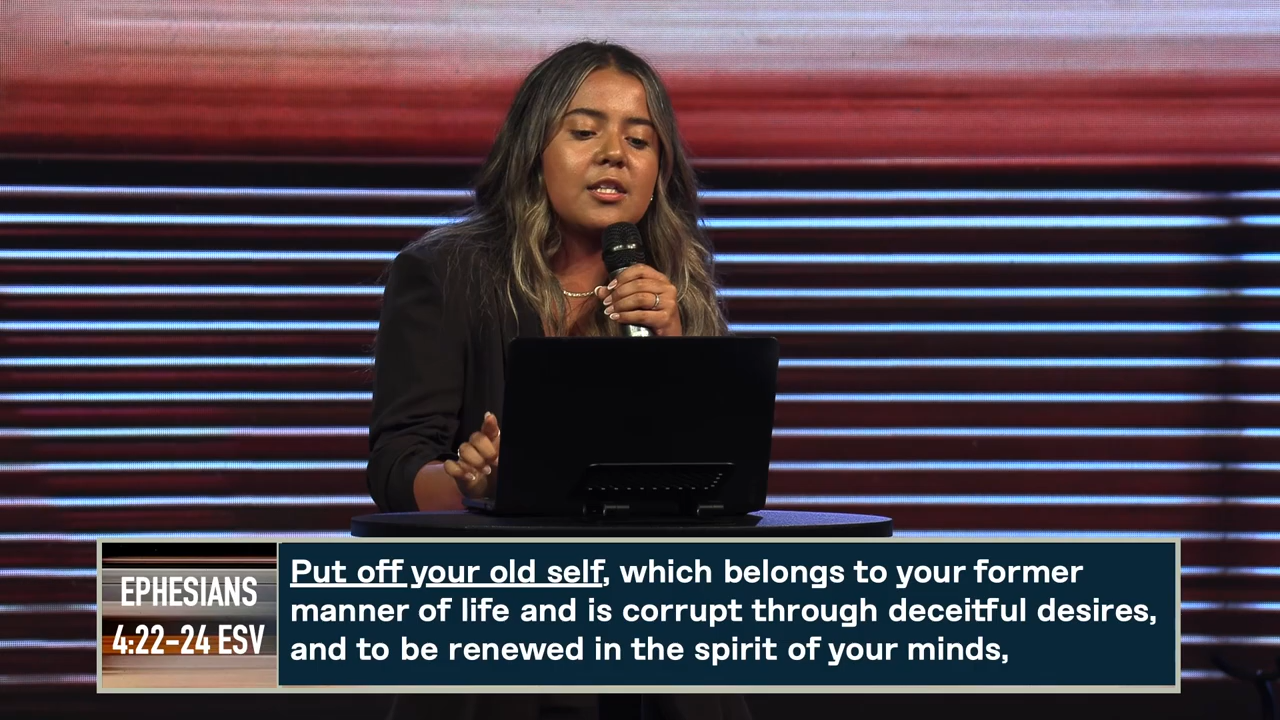 EPHESIANS
4:22-24 ESV
Put off your old self, which belongs to your former
manner of life and is corrupt through deceitful desires,
and to be renewed in the spirit of your minds,